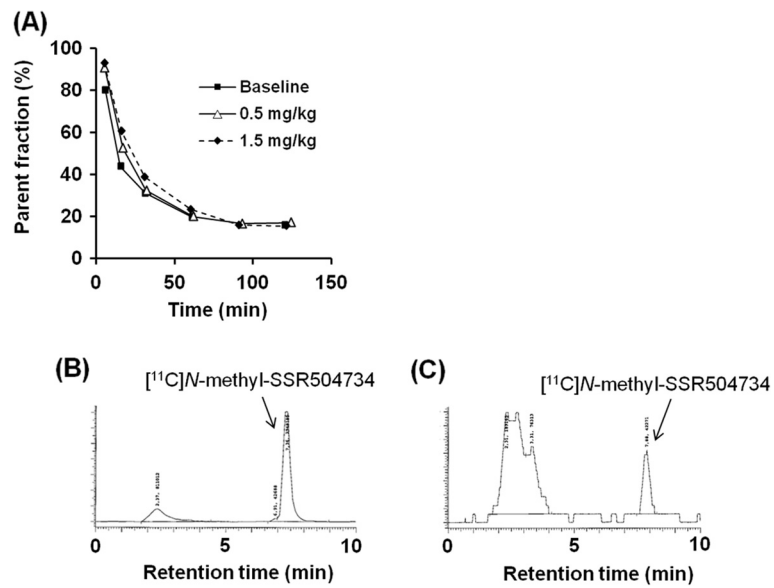 (A)
100
80
60
40
20
0
Parent fraction (%)
Baseline
0.5 mg/kg
1.5 mg/kg
0 50 100 150
Time (min)
(B)
[¹¹C]N-methyl-SSR504734
0 5 10
Retention time (min)
(C)
[¹¹C]N-methyl-SSR504734
0 5 10
Retention time (min)